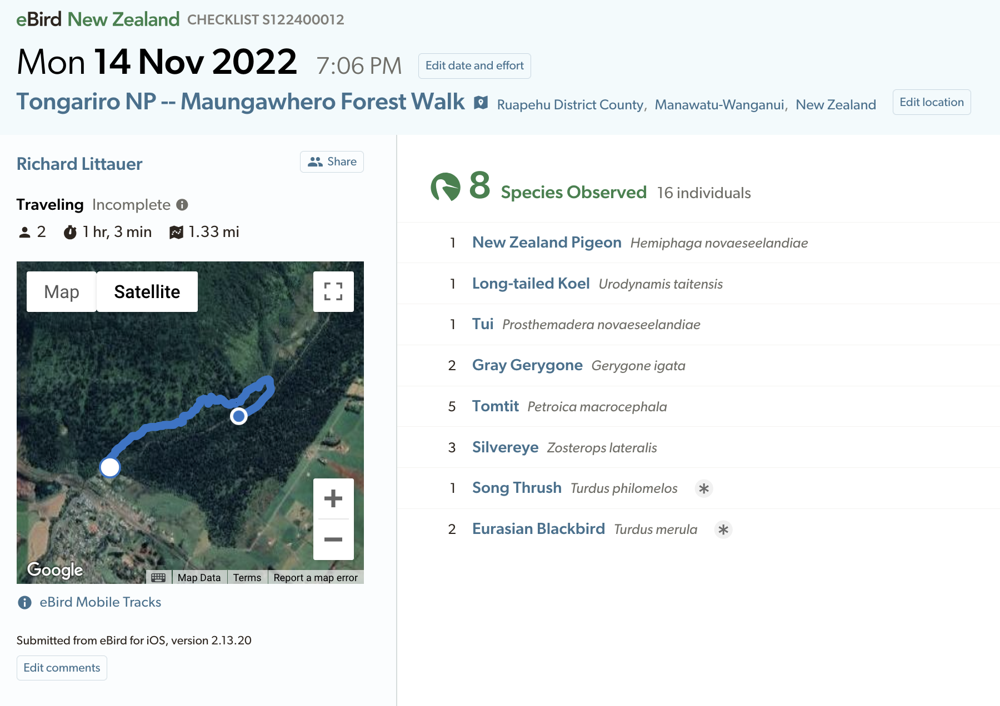 eBird New Zealand CHECKLIST S122400012
Mon 14 Nov 2022 7:06 PM Edit date and effort
Tongariro NP -- Maungawhero Forest Walk Ruapehu District County, Manawatu-Wanganui, New Zealand Edit location
Richard Littauer Share
Traveling Incomplete
2 1 hr, 3 min 1.33 mi
Map Satellite
Google
Map Data Terms Report a map error
eBird Mobile Tracks
Submitted from eBird for iOS, version 2.13.20
Edit comments
8 Species Observed 16 individuals
1 New Zealand Pigeon Hemiphaga novaeseelandiae
1 Long-tailed Koel Urodynamis taitensis
1 Tui Prosthemadera novaeseelandiae
2 Gray Gerygone Gerygone igata
5 Tomtit Petroica macrocephala
3 Silvereye Zosterops lateralis
1 Song Thrush Turdus philomelos *
2 Eurasian Blackbird Turdus merula *